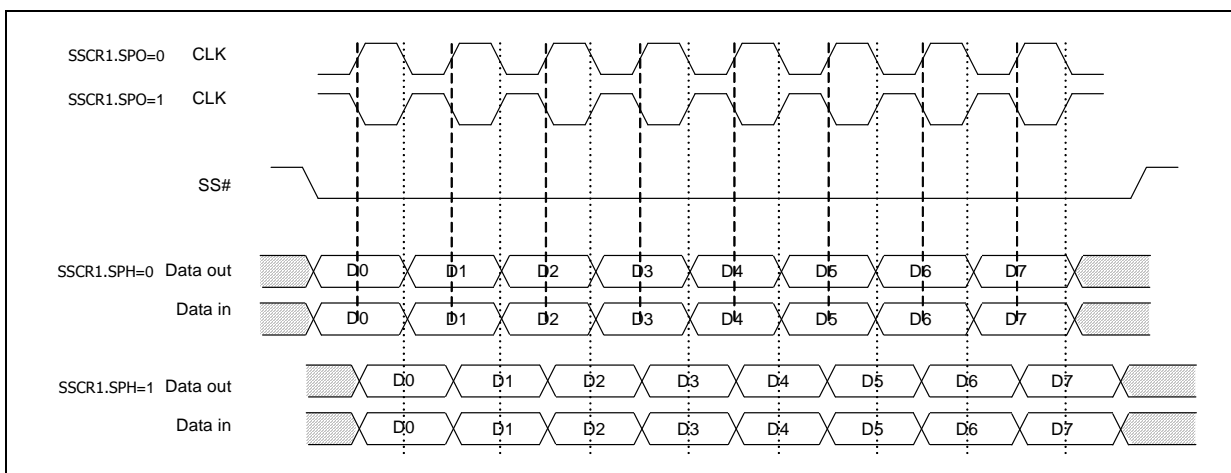 SSCR1.SPO=0 CLK
SSCR1.SPO=1 CLK
SS#
SSCR1.SPH=0 Data out D0 D1 D2 D3 D4 D5 D6 D7
Data in D0 D1 D2 D3 D4 D5 D6 D7
SSCR1.SPH=1 Data out D0 D1 D2 D3 D4 D5 D6 D7
Data in D0 D1 D2 D3 D4 D5 D6 D7